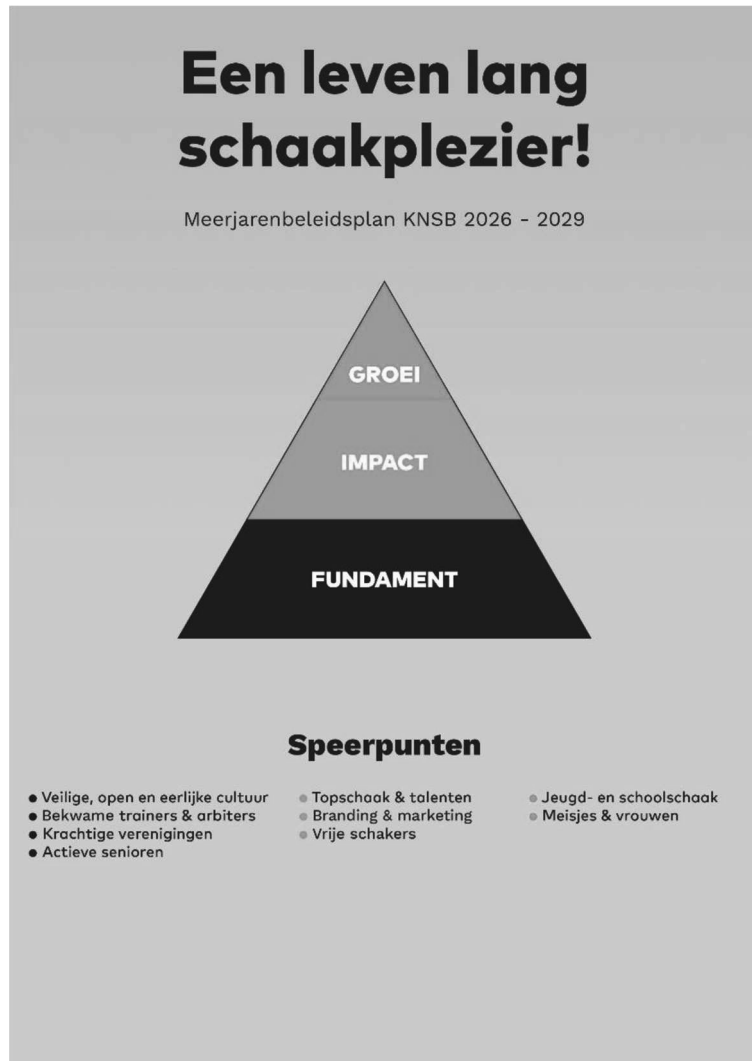 Een leven lang
schaakplezier!
Meerjarenbeleidsplan KNSB 2026 - 2029
GROEI
IMPACT
FUNDAMENT
Speerpunten
● Veilige, open en eerlijke cultuur
● Bekwame trainers & arbiters
● Krachtige verenigingen
● Actieve senioren
● Topschaak & talenten
● Branding & marketing
● Vrije schakers
● Jeugd- en schoolschaak
● Meisjes & vrouwen